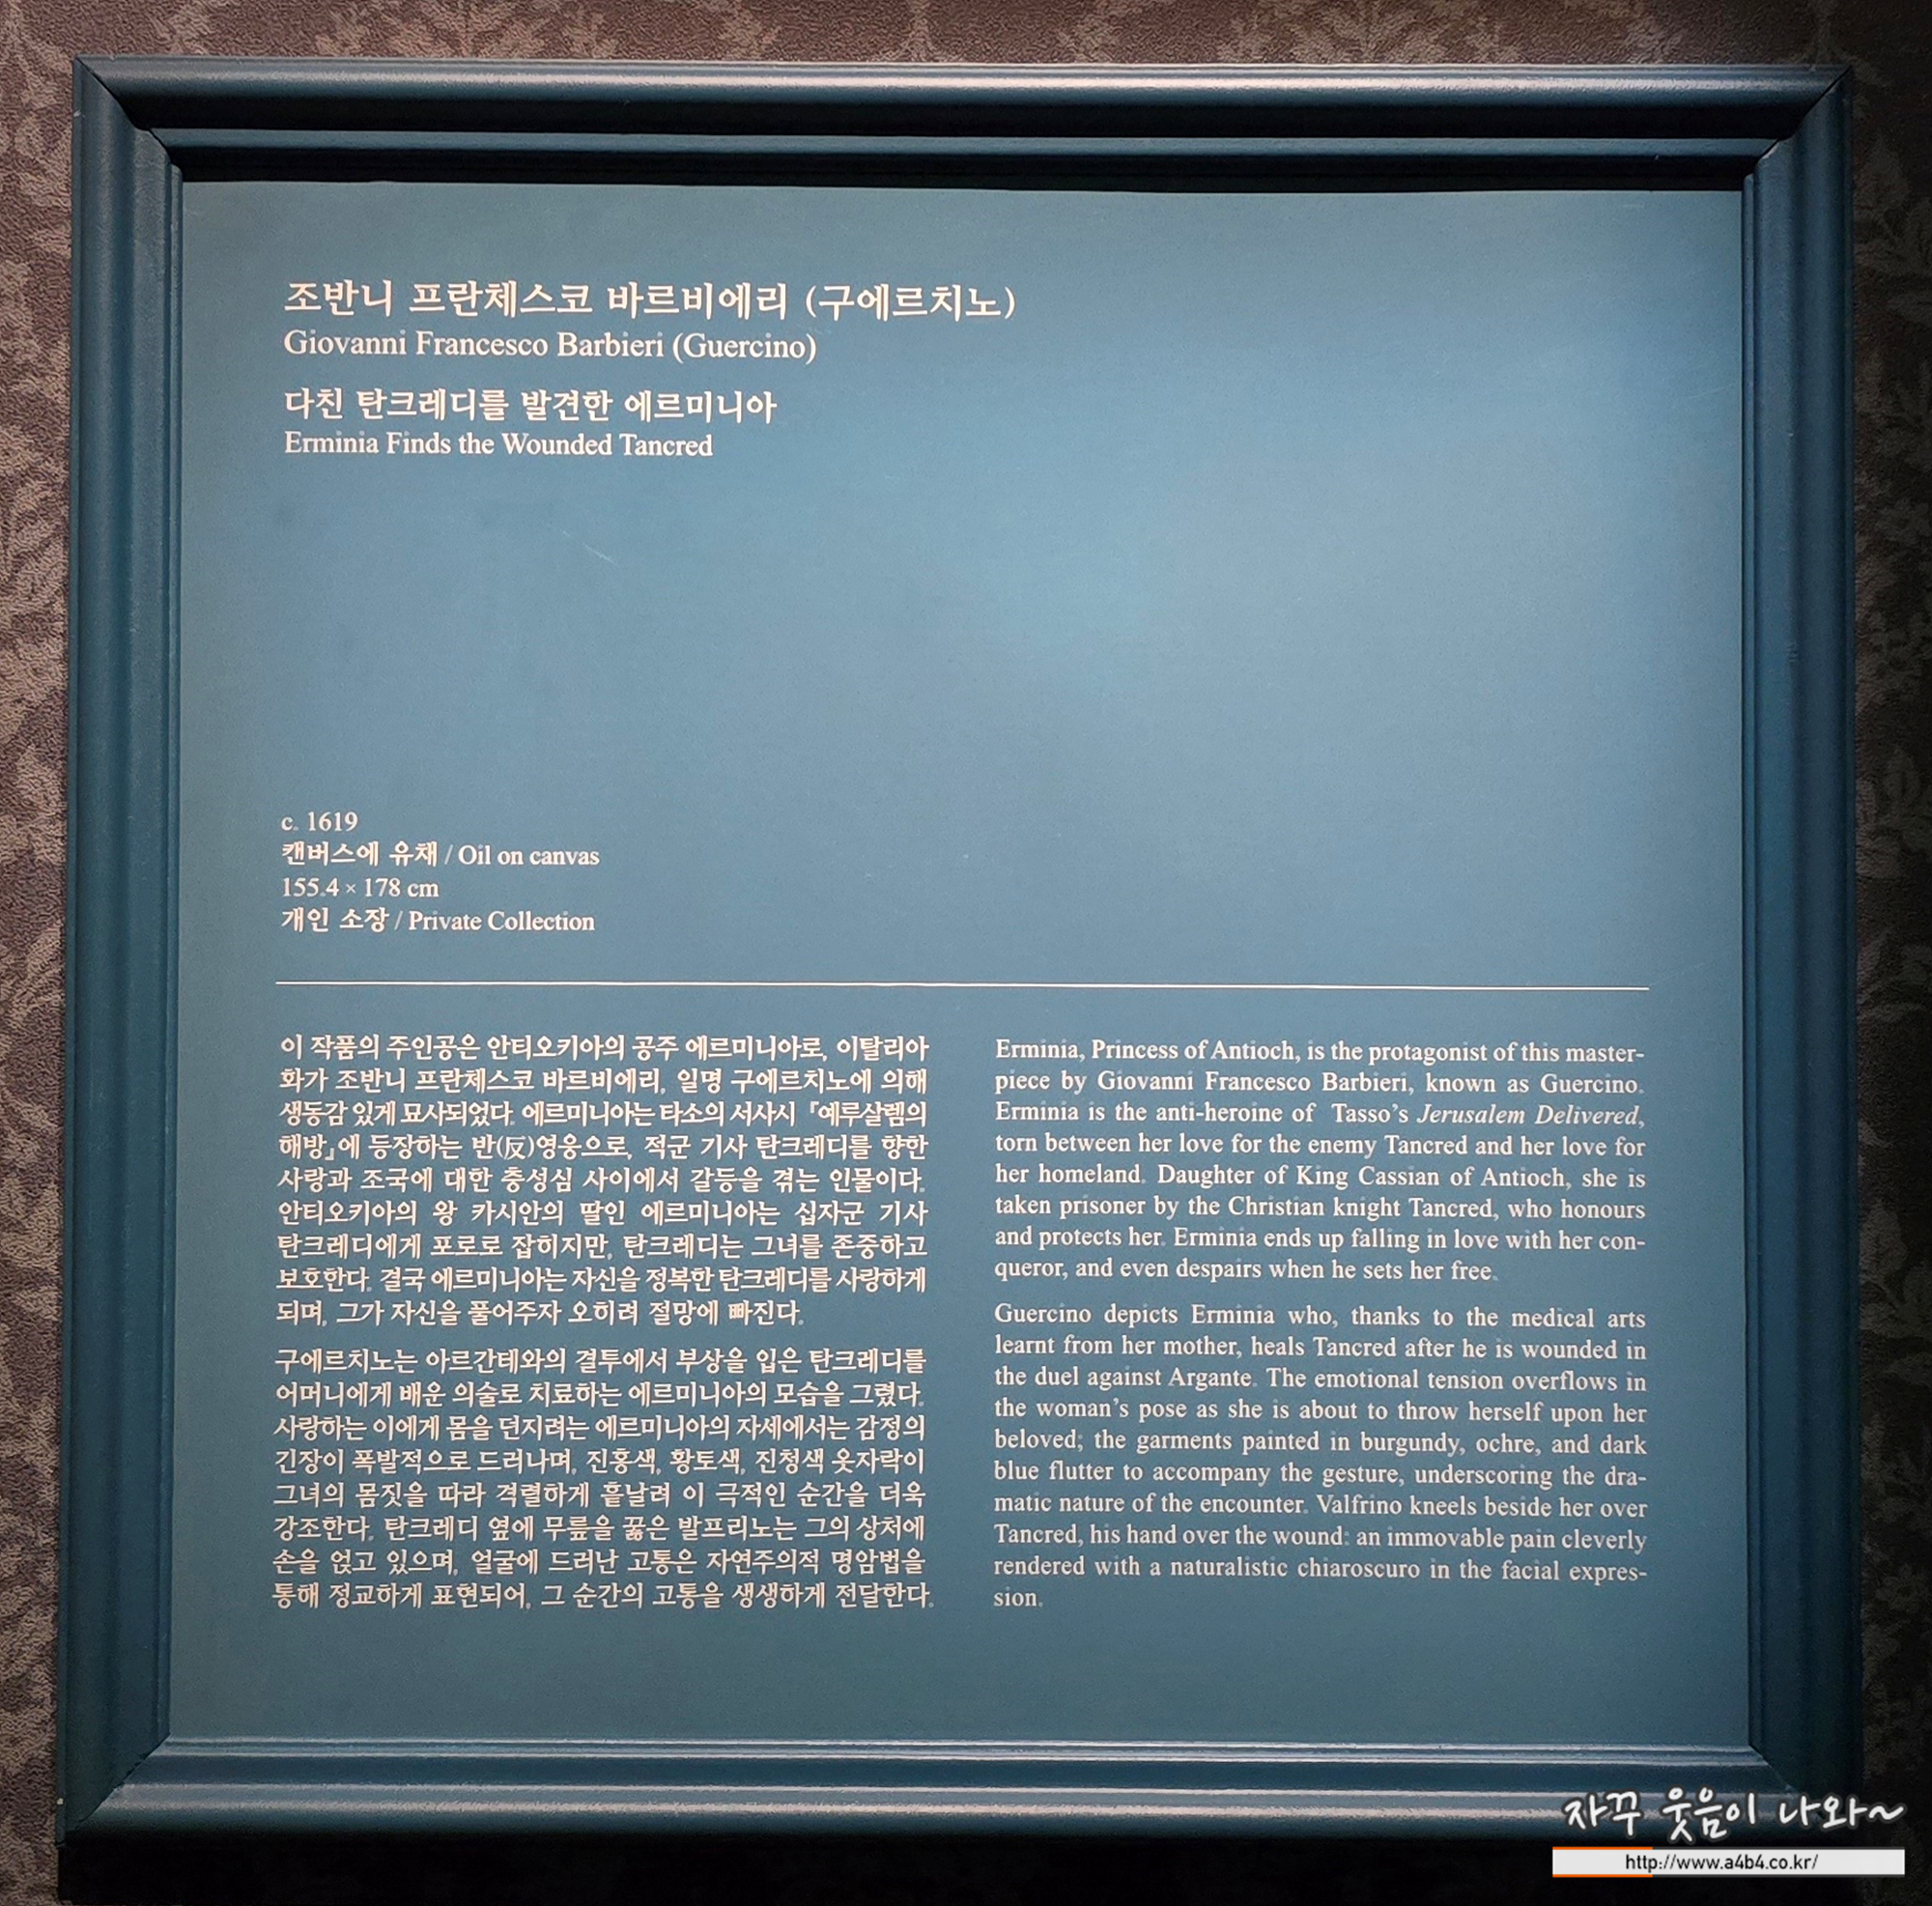 조반니 프란체스코 바르비에리 (구에르치노)
Giovanni Francesco Barbieri (Guercino)
다친 탄크레디를 발견한 에르미니아
Erminia Finds the Wounded Tancred
c. 1619
캔버스에 유채 / Oil on canvas
155.4 × 178 cm
개인 소장 / Private Collection
이 작품의 주인공은 안티오키아의 공주 에르미니아로, 이탈리아
화가 조반니 프란체스코 바르비에리, 일명 구에르치노에 의해
생동감 있게 묘사되었다. 에르미니아는 타소의 서사시 『예루살렘의
해방』에 등장하는 반(反)영웅으로, 적군 기사 탄크레디를 향한
사랑과 조국에 대한 충성심 사이에서 갈등을 겪는 인물이다.
안티오키아의 왕 카시안의 딸인 에르미니아는 십자군 기사
탄크레디에게 포로로 잡히지만, 탄크레디는 그녀를 존중하고
보호한다. 결국 에르미니아는 자신을 정복한 탄크레디를 사랑하게
되며, 그가 자신을 풀어주자 오히려 절망에 빠진다.
구에르치노는 아르간테와의 결투에서 부상을 입은 탄크레디를
어머니에게 배운 의술로 치료하는 에르미니아의 모습을 그렸다.
사랑하는 이에게 몸을 던지려는 에르미니아의 자세에서는 감정의
긴장이 폭발적으로 드러나며, 진홍색, 황토색, 진청색 옷자락이
그녀의 몸짓을 따라 격렬하게 흩날려 이 극적인 순간을 더욱
강조한다. 탄크레디 옆에 무릎을 꿇은 발프리노는 그의 상처에
손을 얹고 있으며, 얼굴에 드러난 고통은 자연주의적 명암법을
통해 정교하게 표현되어, 그 순간의 고통을 생생하게 전달한다.
Erminia, Princess of Antioch, is the protagonist of this master-
piece by Giovanni Francesco Barbieri, known as Guercino.
Erminia is the anti-heroine of Tasso's Jerusalem Delivered,
torn between her love for the enemy Tancred and her love for
her homeland. Daughter of King Cassian of Antioch, she is
taken prisoner by the Christian knight Tancred, who honours
and protects her. Erminia ends up falling in love with her con-
queror, and even despairs when he sets her free.
Guercino depicts Erminia who, thanks to the medical arts
learnt from her mother, heals Tancred after he is wounded in
the duel against Argante. The emotional tension overflows in
the woman's pose as she is about to throw herself upon her
beloved; the garments painted in burgundy, ochre, and dark
blue flutter to accompany the gesture, underscoring the dra-
matic nature of the encounter. Valfrino kneels beside her over
Tancred, his hand over the wound: an immovable pain cleverly
rendered with a naturalistic chiaroscuro in the facial expres-
sion.
자꾸 웃음이 나와~
http://www.a4b4.co.kr/